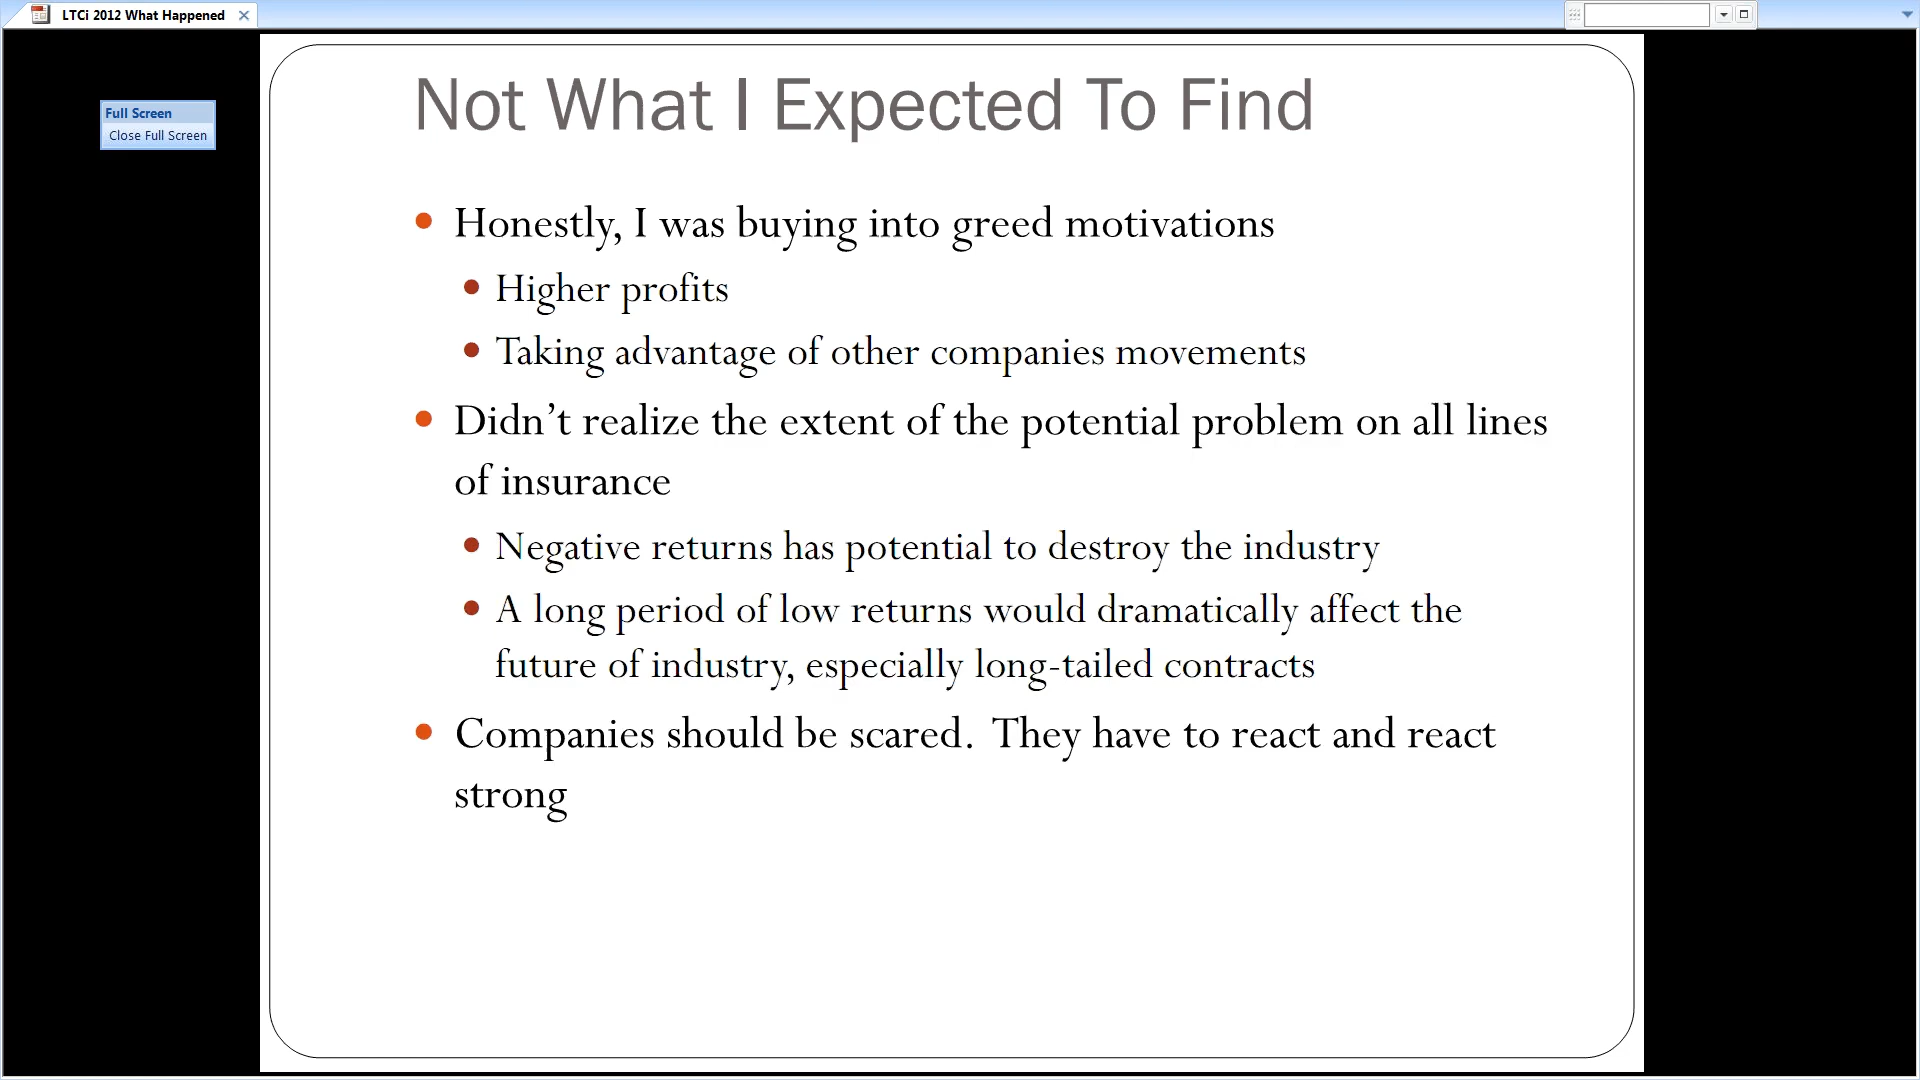 LTCi 2012 What Happened
Full Screen
Close Full Screen
Not What I Expected To Find
Honestly, I was buying into greed motivations
Higher profits
Taking advantage of other companies movements
Didn’t realize the extent of the potential problem on all lines
of insurance
Negative returns has potential to destroy the industry
A long period of low returns would dramatically affect the
future of industry, especially long-tailed contracts
Companies should be scared.  They have to react and react
strong